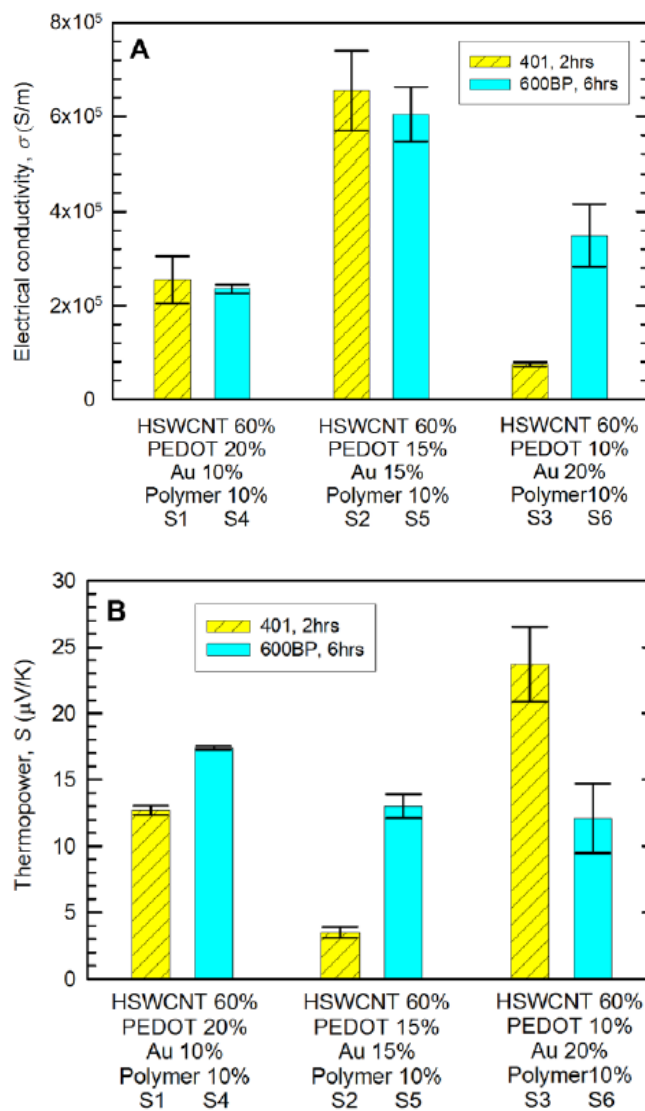 A
401, 2hrs
600BP, 6hrs
Electrical conductivity, σ (S/m)
8x10⁵
6x10⁵
4x10⁵
2x10⁵
0
HSWCNT 60% HSWCNT 60% HSWCNT 60%
PEDOT 20% PEDOT 15% PEDOT 10%
Au 10% Au 15% Au 20%
Polymer 10% Polymer 10% Polymer10%
S1 S4 S2 S5 S3 S6
B
401, 2hrs
600BP, 6hrs
Thermopower, S (μV/K)
30
25
20
15
10
5
0
HSWCNT 60% HSWCNT 60% HSWCNT 60%
PEDOT 20% PEDOT 15% PEDOT 10%
Au 10% Au 15% Au 20%
Polymer 10% Polymer 10% Polymer10%
S1 S4 S2 S5 S3 S6